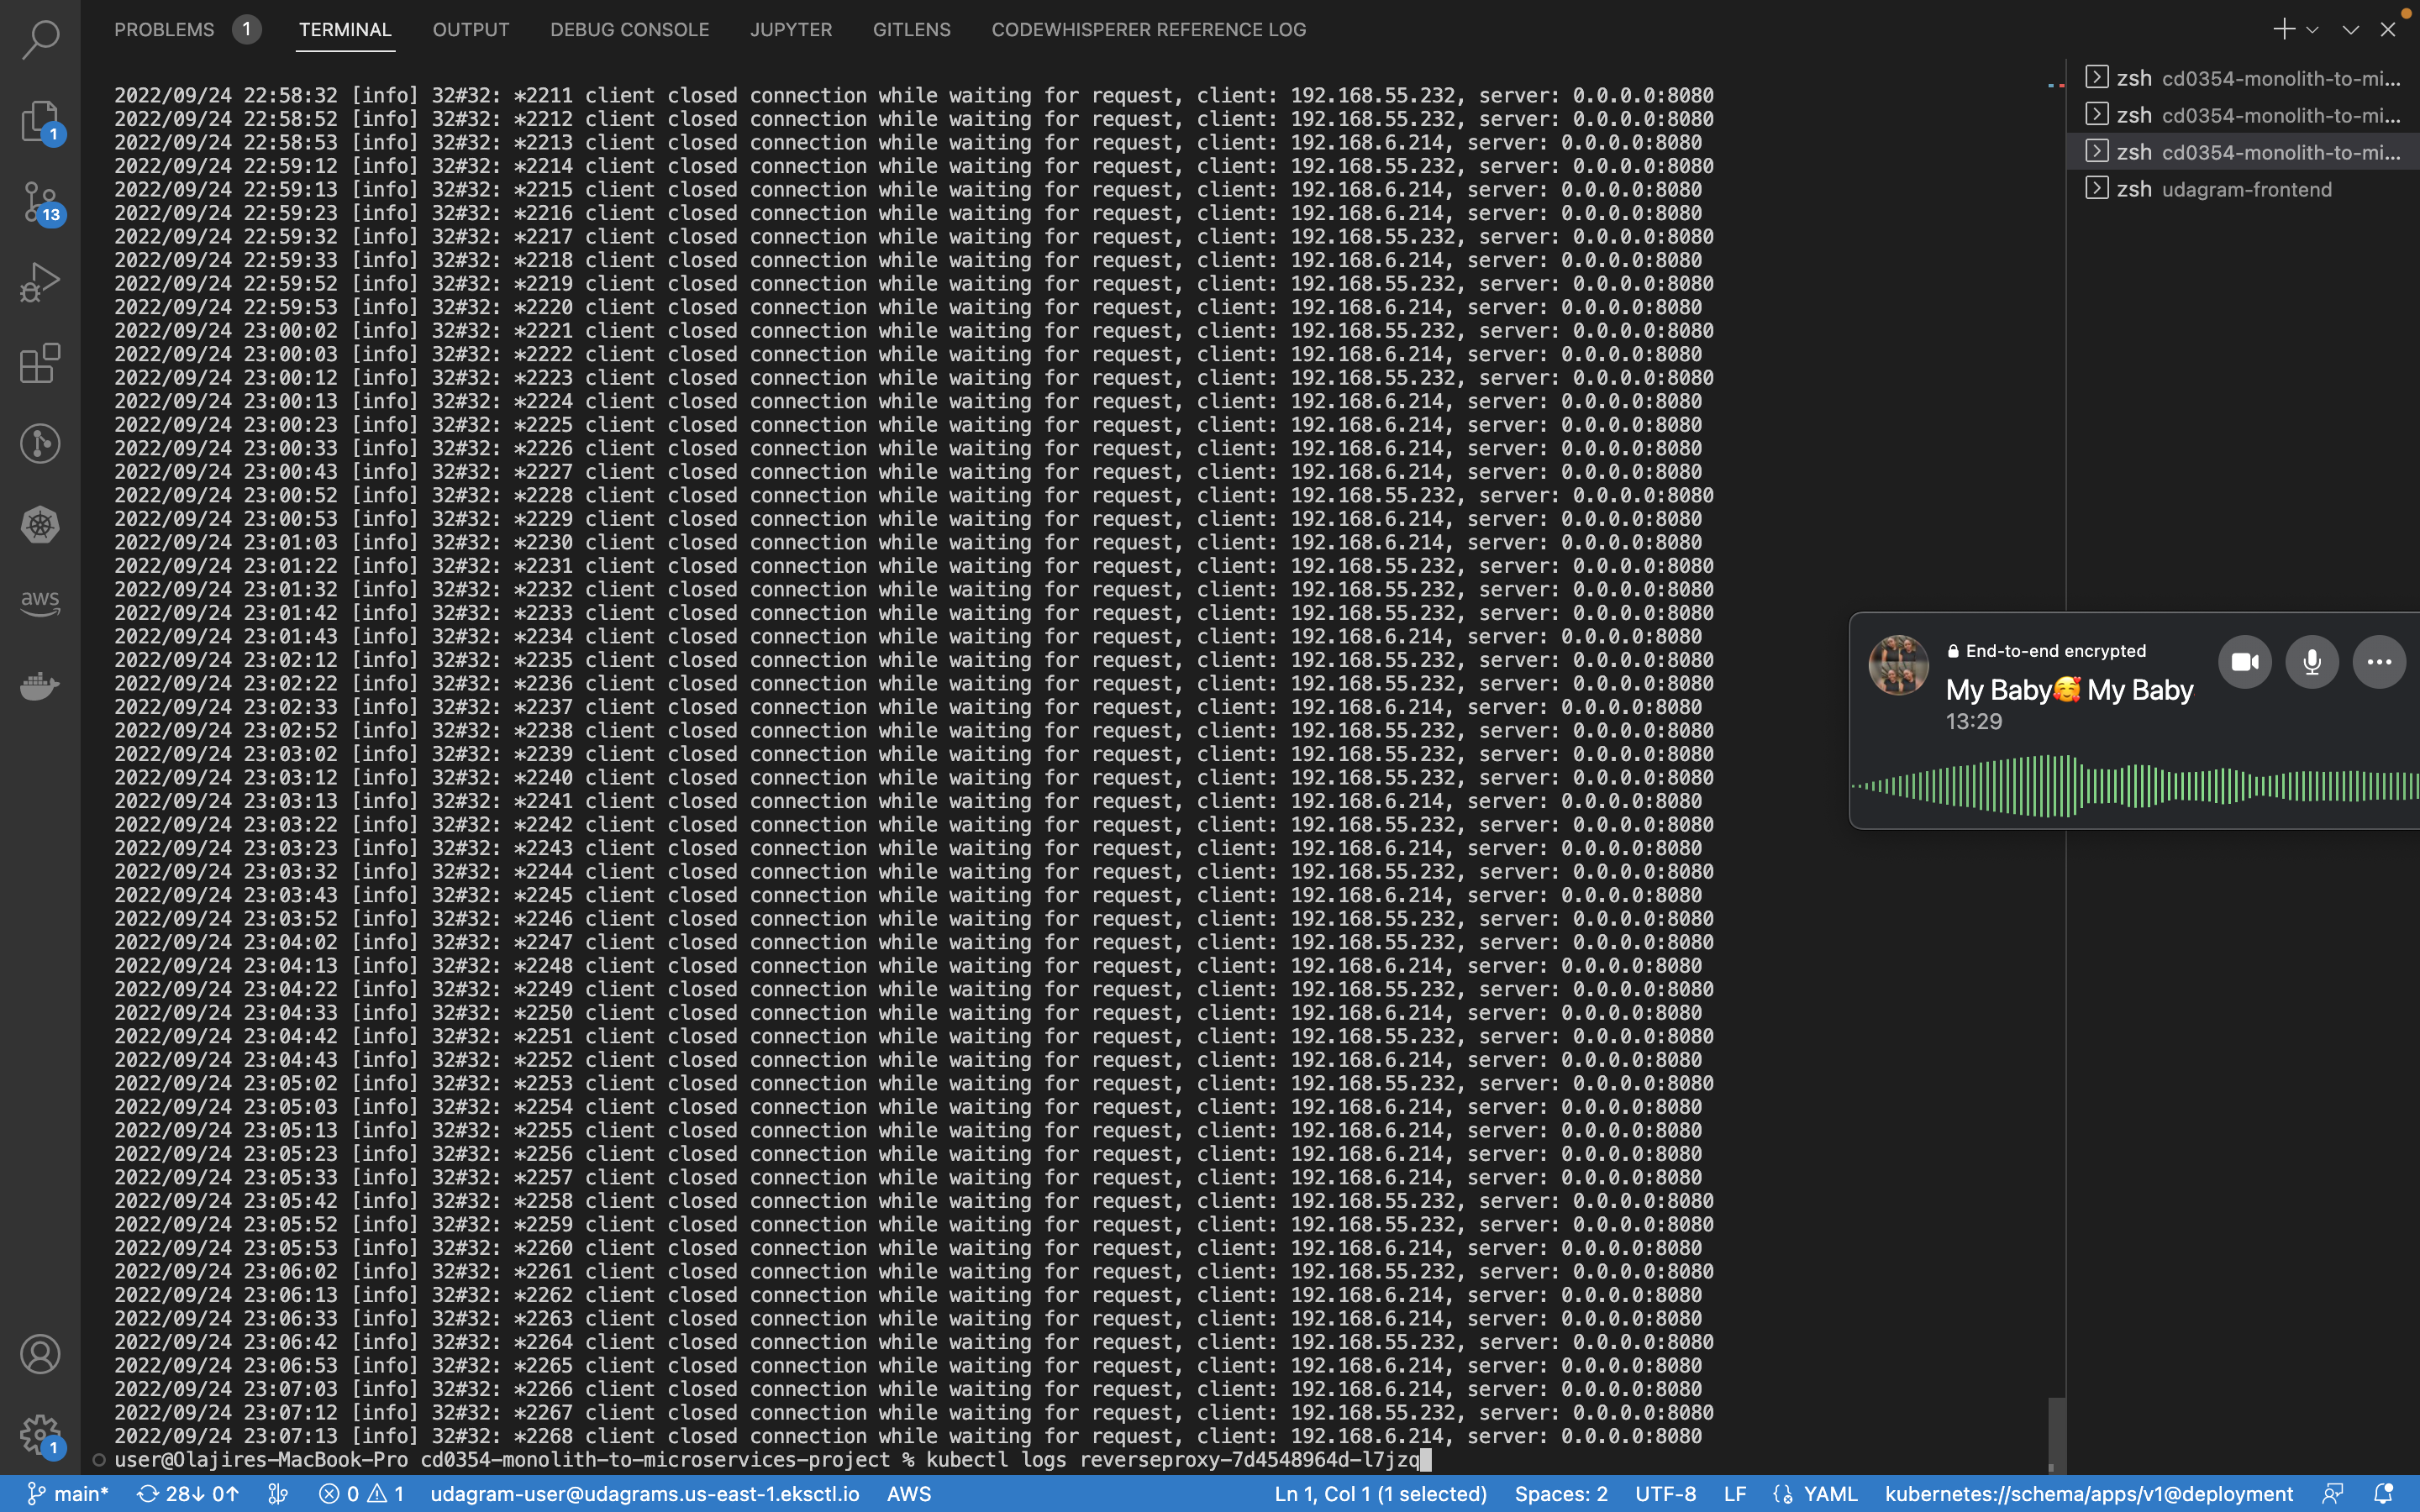 PROBLEMS 1 TERMINAL OUTPUT DEBUG CONSOLE JUPYTER GITLENS CODEWHISPERER REFERENCE LOG
2022/09/24 22:58:32 [info] 32#32: *2211 client closed connection while waiting for request, client: 192.168.55.232, server: 0.0.0.0:8080
2022/09/24 22:58:52 [info] 32#32: *2212 client closed connection while waiting for request, client: 192.168.55.232, server: 0.0.0.0:8080
2022/09/24 22:58:53 [info] 32#32: *2213 client closed connection while waiting for request, client: 192.168.6.214, server: 0.0.0.0:8080
2022/09/24 22:59:12 [info] 32#32: *2214 client closed connection while waiting for request, client: 192.168.55.232, server: 0.0.0.0:8080
2022/09/24 22:59:13 [info] 32#32: *2215 client closed connection while waiting for request, client: 192.168.6.214, server: 0.0.0.0:8080
2022/09/24 22:59:23 [info] 32#32: *2216 client closed connection while waiting for request, client: 192.168.6.214, server: 0.0.0.0:8080
2022/09/24 22:59:32 [info] 32#32: *2217 client closed connection while waiting for request, client: 192.168.55.232, server: 0.0.0.0:8080
2022/09/24 22:59:33 [info] 32#32: *2218 client closed connection while waiting for request, client: 192.168.6.214, server: 0.0.0.0:8080
2022/09/24 22:59:52 [info] 32#32: *2219 client closed connection while waiting for request, client: 192.168.55.232, server: 0.0.0.0:8080
2022/09/24 22:59:53 [info] 32#32: *2220 client closed connection while waiting for request, client: 192.168.6.214, server: 0.0.0.0:8080
2022/09/24 23:00:02 [info] 32#32: *2221 client closed connection while waiting for request, client: 192.168.55.232, server: 0.0.0.0:8080
2022/09/24 23:00:03 [info] 32#32: *2222 client closed connection while waiting for request, client: 192.168.6.214, server: 0.0.0.0:8080
2022/09/24 23:00:12 [info] 32#32: *2223 client closed connection while waiting for request, client: 192.168.55.232, server: 0.0.0.0:8080
2022/09/24 23:00:13 [info] 32#32: *2224 client closed connection while waiting for request, client: 192.168.6.214, server: 0.0.0.0:8080
2022/09/24 23:00:23 [info] 32#32: *2225 client closed connection while waiting for request, client: 192.168.6.214, server: 0.0.0.0:8080
2022/09/24 23:00:33 [info] 32#32: *2226 client closed connection while waiting for request, client: 192.168.6.214, server: 0.0.0.0:8080
2022/09/24 23:00:43 [info] 32#32: *2227 client closed connection while waiting for request, client: 192.168.6.214, server: 0.0.0.0:8080
2022/09/24 23:00:52 [info] 32#32: *2228 client closed connection while waiting for request, client: 192.168.55.232, server: 0.0.0.0:8080
2022/09/24 23:00:53 [info] 32#32: *2229 client closed connection while waiting for request, client: 192.168.6.214, server: 0.0.0.0:8080
2022/09/24 23:01:03 [info] 32#32: *2230 client closed connection while waiting for request, client: 192.168.6.214, server: 0.0.0.0:8080
2022/09/24 23:01:22 [info] 32#32: *2231 client closed connection while waiting for request, client: 192.168.55.232, server: 0.0.0.0:8080
2022/09/24 23:01:32 [info] 32#32: *2232 client closed connection while waiting for request, client: 192.168.55.232, server: 0.0.0.0:8080
2022/09/24 23:01:42 [info] 32#32: *2233 client closed connection while waiting for request, client: 192.168.55.232, server: 0.0.0.0:8080
2022/09/24 23:01:43 [info] 32#32: *2234 client closed connection while waiting for request, client: 192.168.6.214, server: 0.0.0.0:8080
2022/09/24 23:02:12 [info] 32#32: *2235 client closed connection while waiting for request, client: 192.168.55.232, server: 0.0.0.0:8080
2022/09/24 23:02:22 [info] 32#32: *2236 client closed connection while waiting for request, client: 192.168.55.232, server: 0.0.0.0:8080
2022/09/24 23:02:33 [info] 32#32: *2237 client closed connection while waiting for request, client: 192.168.6.214, server: 0.0.0.0:8080
2022/09/24 23:02:52 [info] 32#32: *2238 client closed connection while waiting for request, client: 192.168.55.232, server: 0.0.0.0:8080
2022/09/24 23:03:02 [info] 32#32: *2239 client closed connection while waiting for request, client: 192.168.55.232, server: 0.0.0.0:8080
2022/09/24 23:03:12 [info] 32#32: *2240 client closed connection while waiting for request, client: 192.168.55.232, server: 0.0.0.0:8080
2022/09/24 23:03:13 [info] 32#32: *2241 client closed connection while waiting for request, client: 192.168.6.214, server: 0.0.0.0:8080
2022/09/24 23:03:22 [info] 32#32: *2242 client closed connection while waiting for request, client: 192.168.55.232, server: 0.0.0.0:8080
2022/09/24 23:03:23 [info] 32#32: *2243 client closed connection while waiting for request, client: 192.168.6.214, server: 0.0.0.0:8080
2022/09/24 23:03:32 [info] 32#32: *2244 client closed connection while waiting for request, client: 192.168.55.232, server: 0.0.0.0:8080
2022/09/24 23:03:43 [info] 32#32: *2245 client closed connection while waiting for request, client: 192.168.6.214, server: 0.0.0.0:8080
2022/09/24 23:03:52 [info] 32#32: *2246 client closed connection while waiting for request, client: 192.168.55.232, server: 0.0.0.0:8080
2022/09/24 23:04:02 [info] 32#32: *2247 client closed connection while waiting for request, client: 192.168.55.232, server: 0.0.0.0:8080
2022/09/24 23:04:13 [info] 32#32: *2248 client closed connection while waiting for request, client: 192.168.6.214, server: 0.0.0.0:8080
2022/09/24 23:04:22 [info] 32#32: *2249 client closed connection while waiting for request, client: 192.168.55.232, server: 0.0.0.0:8080
2022/09/24 23:04:33 [info] 32#32: *2250 client closed connection while waiting for request, client: 192.168.6.214, server: 0.0.0.0:8080
2022/09/24 23:04:42 [info] 32#32: *2251 client closed connection while waiting for request, client: 192.168.55.232, server: 0.0.0.0:8080
2022/09/24 23:04:43 [info] 32#32: *2252 client closed connection while waiting for request, client: 192.168.6.214, server: 0.0.0.0:8080
2022/09/24 23:05:02 [info] 32#32: *2253 client closed connection while waiting for request, client: 192.168.55.232, server: 0.0.0.0:8080
2022/09/24 23:05:03 [info] 32#32: *2254 client closed connection while waiting for request, client: 192.168.6.214, server: 0.0.0.0:8080
2022/09/24 23:05:13 [info] 32#32: *2255 client closed connection while waiting for request, client: 192.168.6.214, server: 0.0.0.0:8080
2022/09/24 23:05:23 [info] 32#32: *2256 client closed connection while waiting for request, client: 192.168.6.214, server: 0.0.0.0:8080
2022/09/24 23:05:33 [info] 32#32: *2257 client closed connection while waiting for request, client: 192.168.6.214, server: 0.0.0.0:8080
2022/09/24 23:05:42 [info] 32#32: *2258 client closed connection while waiting for request, client: 192.168.55.232, server: 0.0.0.0:8080
2022/09/24 23:05:52 [info] 32#32: *2259 client closed connection while waiting for request, client: 192.168.55.232, server: 0.0.0.0:8080
2022/09/24 23:05:53 [info] 32#32: *2260 client closed connection while waiting for request, client: 192.168.6.214, server: 0.0.0.0:8080
2022/09/24 23:06:02 [info] 32#32: *2261 client closed connection while waiting for request, client: 192.168.55.232, server: 0.0.0.0:8080
2022/09/24 23:06:13 [info] 32#32: *2262 client closed connection while waiting for request, client: 192.168.6.214, server: 0.0.0.0:8080
2022/09/24 23:06:33 [info] 32#32: *2263 client closed connection while waiting for request, client: 192.168.6.214, server: 0.0.0.0:8080
2022/09/24 23:06:42 [info] 32#32: *2264 client closed connection while waiting for request, client: 192.168.55.232, server: 0.0.0.0:8080
2022/09/24 23:06:53 [info] 32#32: *2265 client closed connection while waiting for request, client: 192.168.6.214, server: 0.0.0.0:8080
2022/09/24 23:07:03 [info] 32#32: *2266 client closed connection while waiting for request, client: 192.168.6.214, server: 0.0.0.0:8080
2022/09/24 23:07:12 [info] 32#32: *2267 client closed connection while waiting for request, client: 192.168.55.232, server: 0.0.0.0:8080
2022/09/24 23:07:13 [info] 32#32: *2268 client closed connection while waiting for request, client: 192.168.6.214, server: 0.0.0.0:8080
user@Olajires-MacBook-Pro cd0354-monolith-to-microservices-project % kubectl logs reverseproxy-7d4548964d-l7jzq
zsh cd0354-monolith-to-mi...
zsh cd0354-monolith-to-mi...
zsh cd0354-monolith-to-mi...
zsh udagram-frontend
End-to-end encrypted
My Baby🥰 My Baby
13:29
1
13
aws
1
main* 28↓ 0↑ 0 1 udagram-user@udagrams.us-east-1.eksctl.io AWS Ln 1, Col 1 (1 selected) Spaces: 2 UTF-8 LF YAML kubernetes://schema/apps/v1@deployment